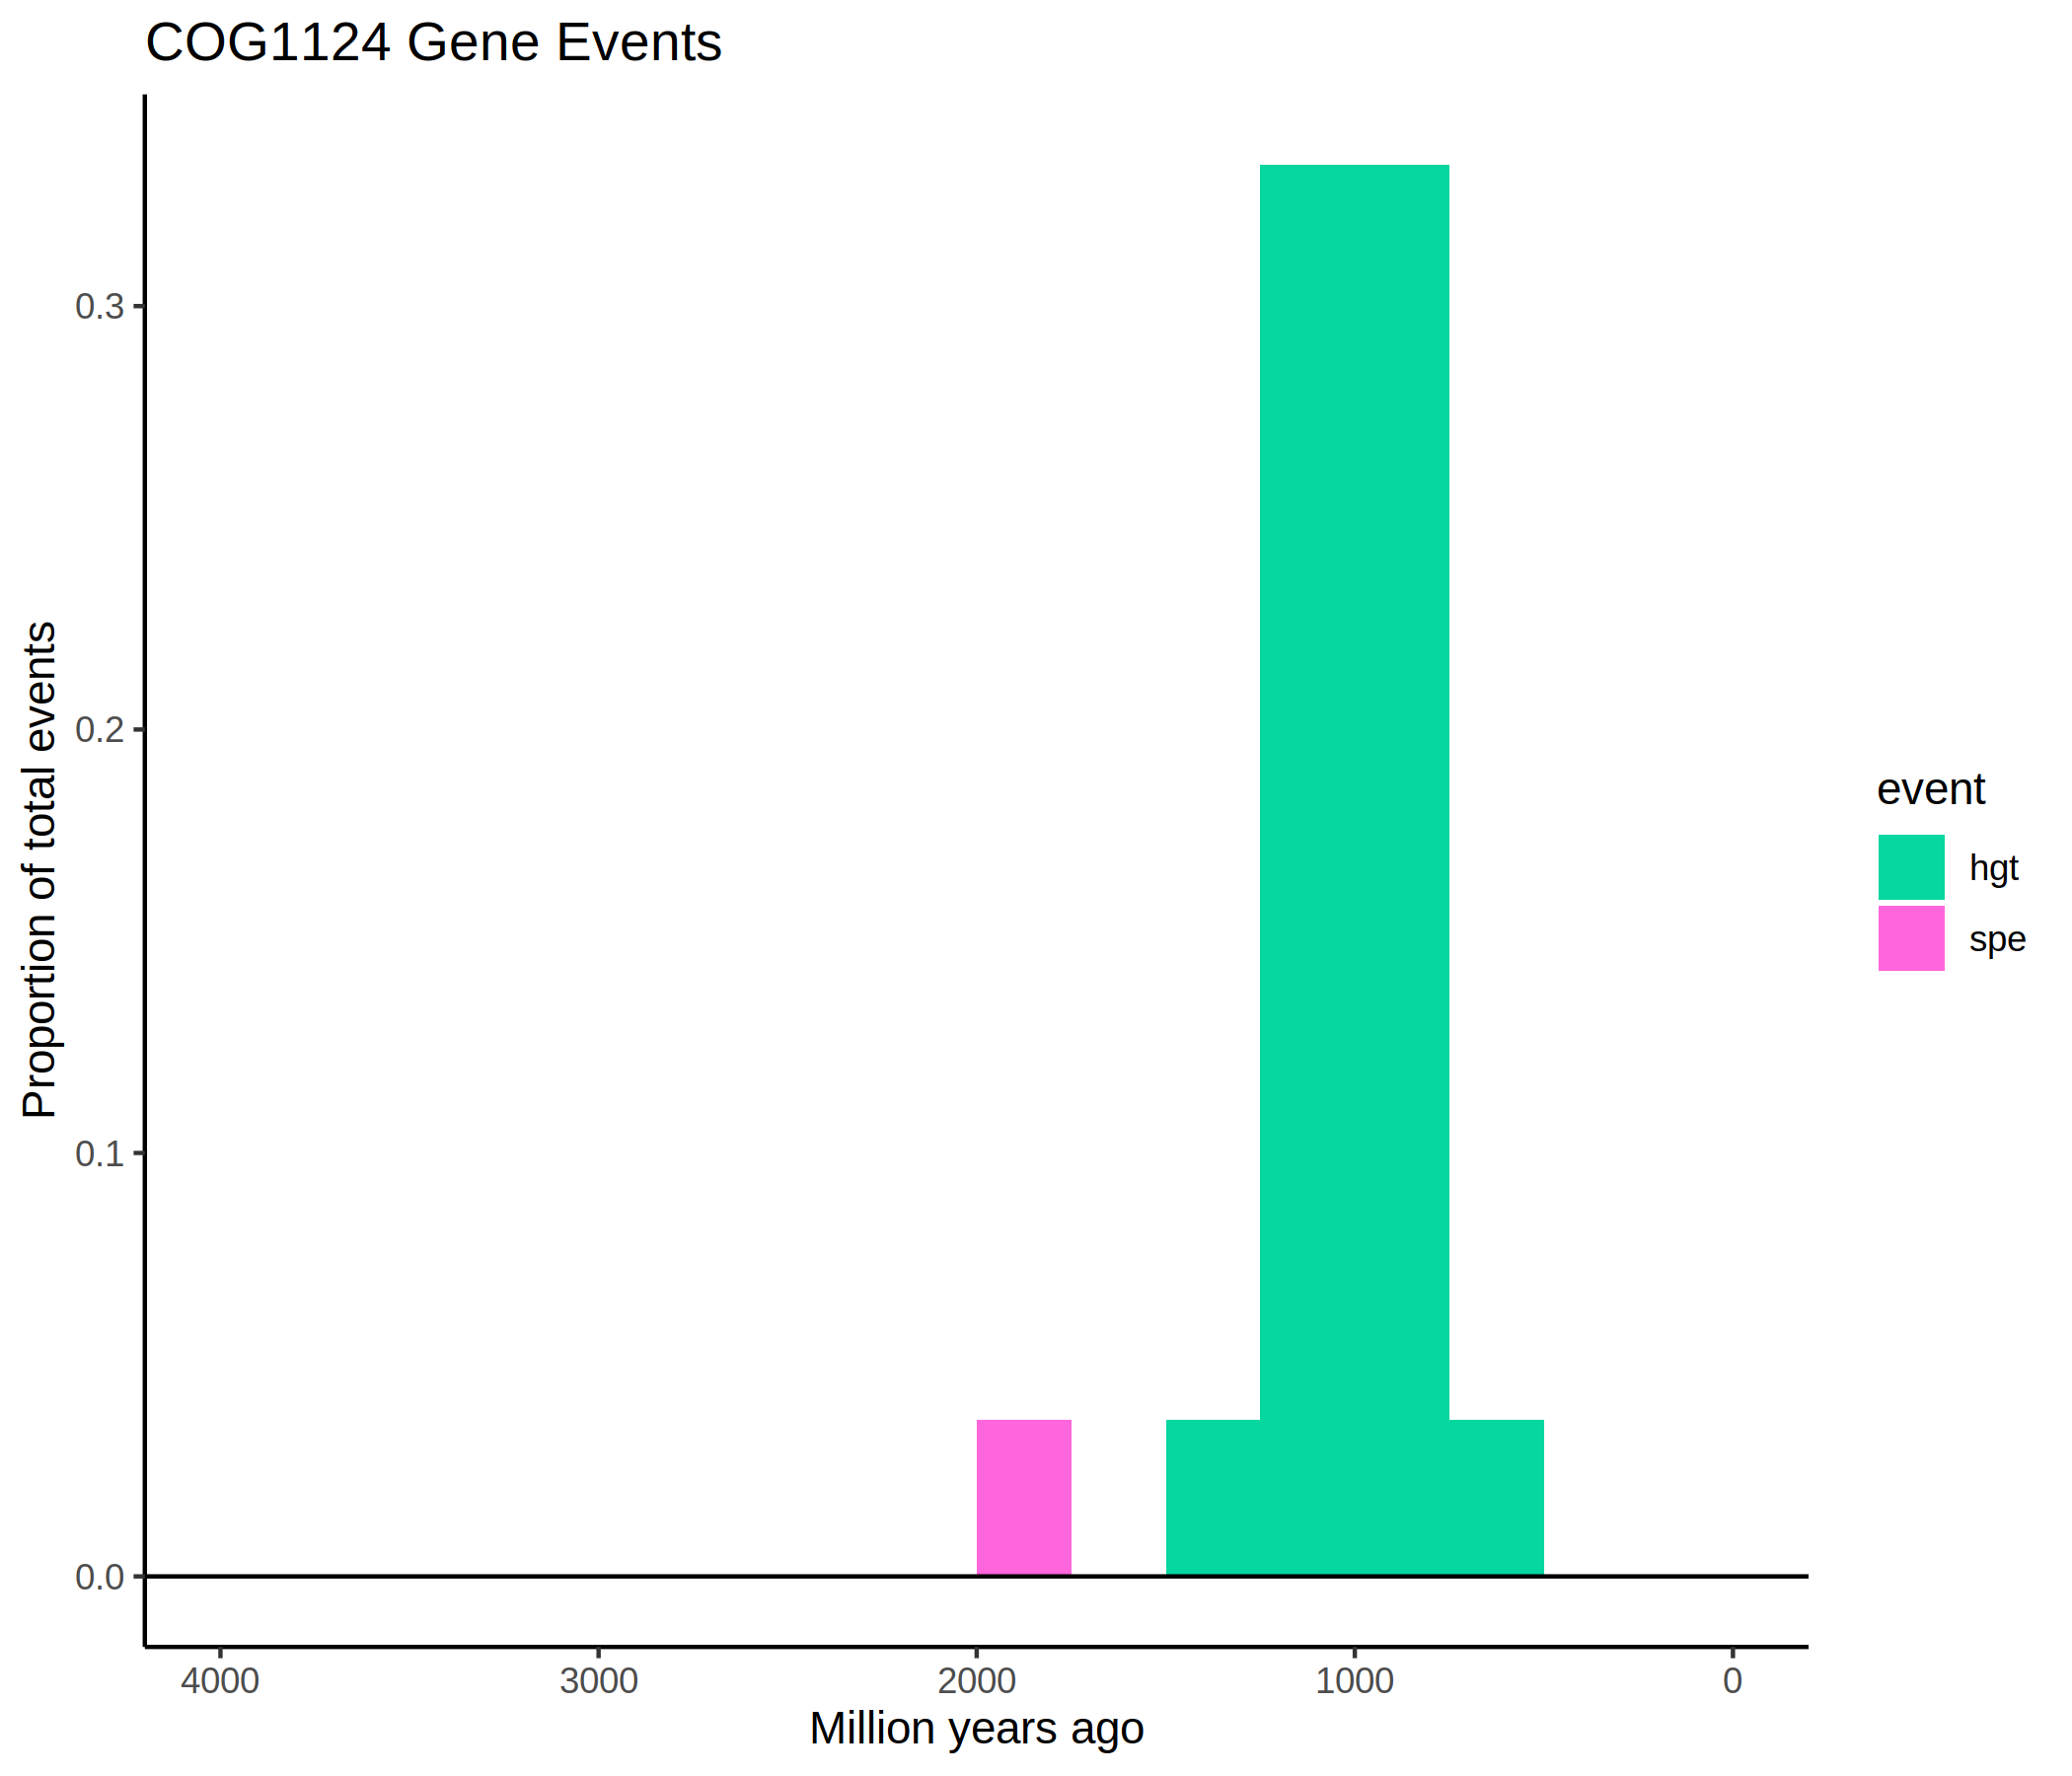 COG1124 Gene Events
Proportion of total events
0.3
0.2
0.1
0.0
4000 3000 2000 1000 0
Million years ago
event
hgt
spe